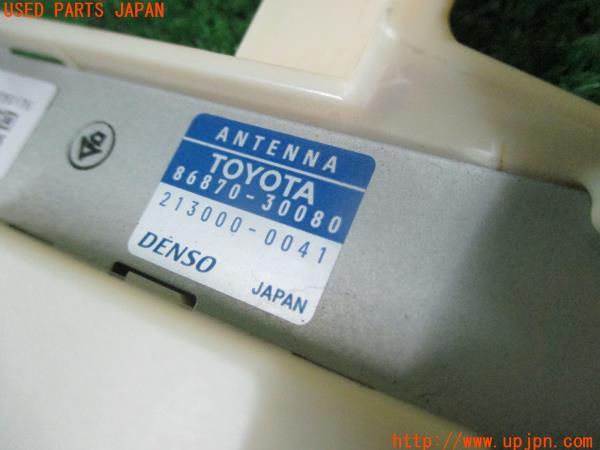 USED PARTS JAPAN
ANTENNA
TOYOTA
86870-30080
213000-0041
DENSO
JAPAN
http://www.upjpn.com/